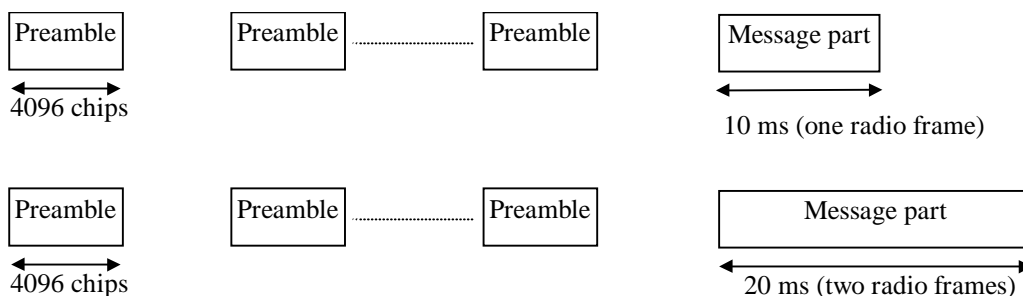 Preamble Preamble Preamble Message part
4096 chips
10 ms (one radio frame)
Preamble Preamble Preamble Message part
4096 chips 20 ms (two radio frames)